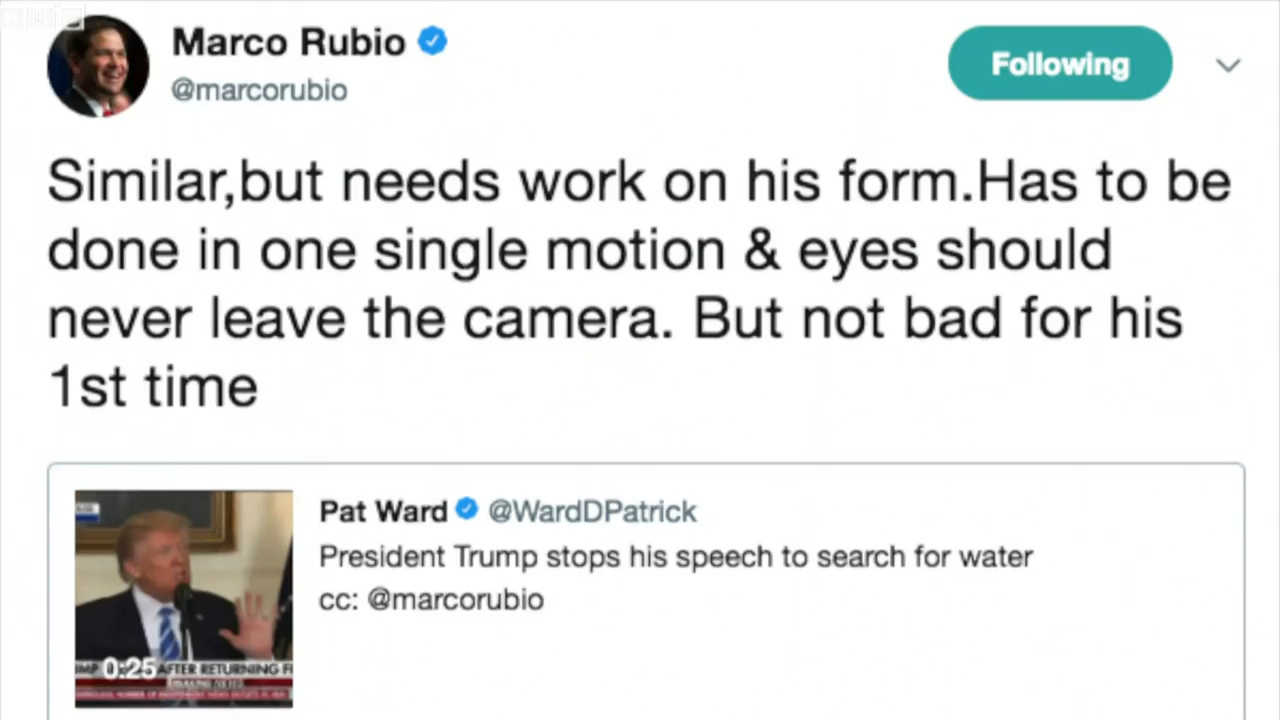 Marco Rubio
@marcorubio
Following
Similar,but needs work on his form.Has to be
done in one single motion & eyes should
never leave the camera. But not bad for his
1st time
Pat Ward @WardDPatrick
President Trump stops his speech to search for water
cc: @marcorubio
0:25 AFTER RETURNING F